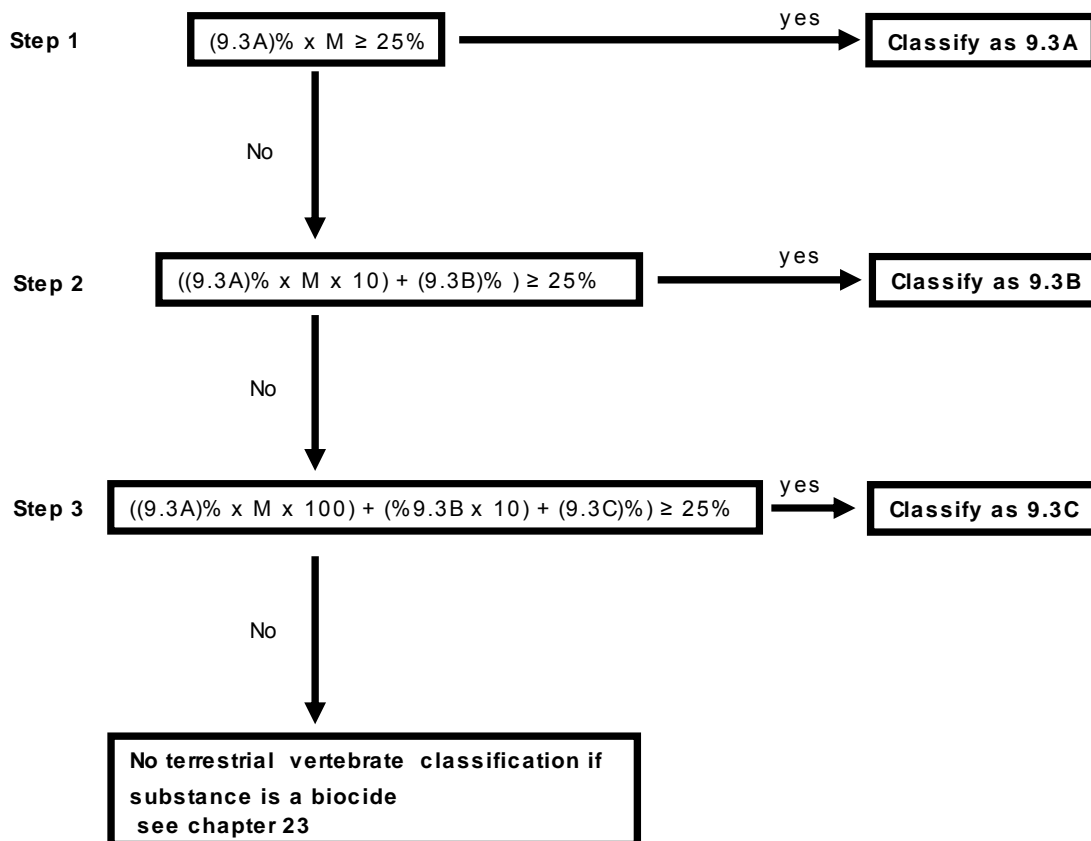 Step 1
(9.3A)% x M ≥ 25%
yes
Classify as 9.3A
No
Step 2
((9.3A)% x M x 10) + (9.3B)% ) ≥ 25%
yes
Classify as 9.3B
No
Step 3
((9.3A)% x M x 100) + (%9.3B x 10) + (9.3C)%) ≥ 25%
yes
Classify as 9.3C
No
No terrestrial vertebrate classification if
substance is a biocide
see chapter 23